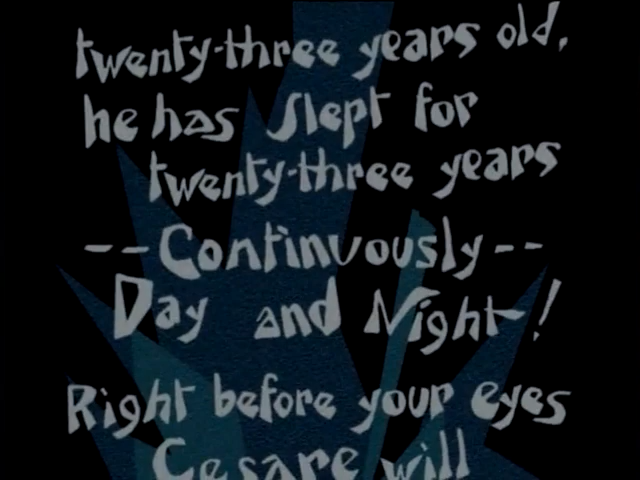 twenty-three years old,
he has slept for
twenty-three years
--Continuously--
Day and Night!
Right before your eyes
Cesare will